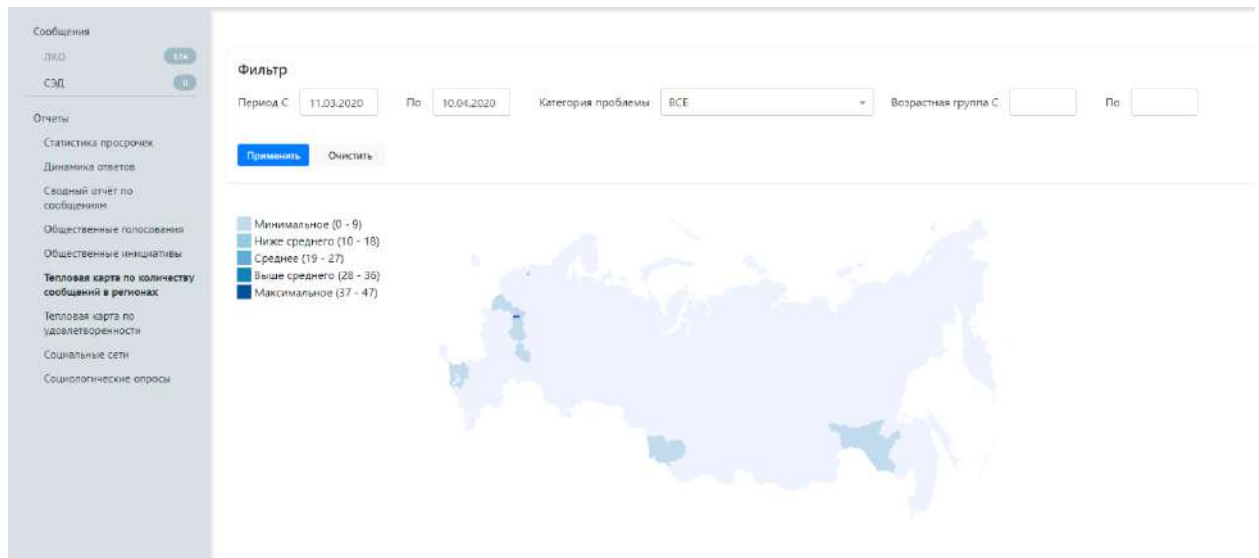 Сообщения
ЛКО 134
СЭД 0
Отчеты
Статистика просрочек
Динамика ответов
Сводный отчёт по
сообщениям
Общественные голосования
Общественные инициативы
Тепловая карта по количеству
сообщений в регионах
Тепловая карта по
удовлетворенности
Социальные сети
Социологические опросы
Фильтр
Период С 11.03.2020 По 10.04.2020 Категория проблемы ВСЕ Возрастная группа С По
Применить Очистить
Минимальное (0 - 9)
Ниже среднего (10 - 18)
Среднее (19 - 27)
Выше среднего (28 - 36)
Максимальное (37 - 47)